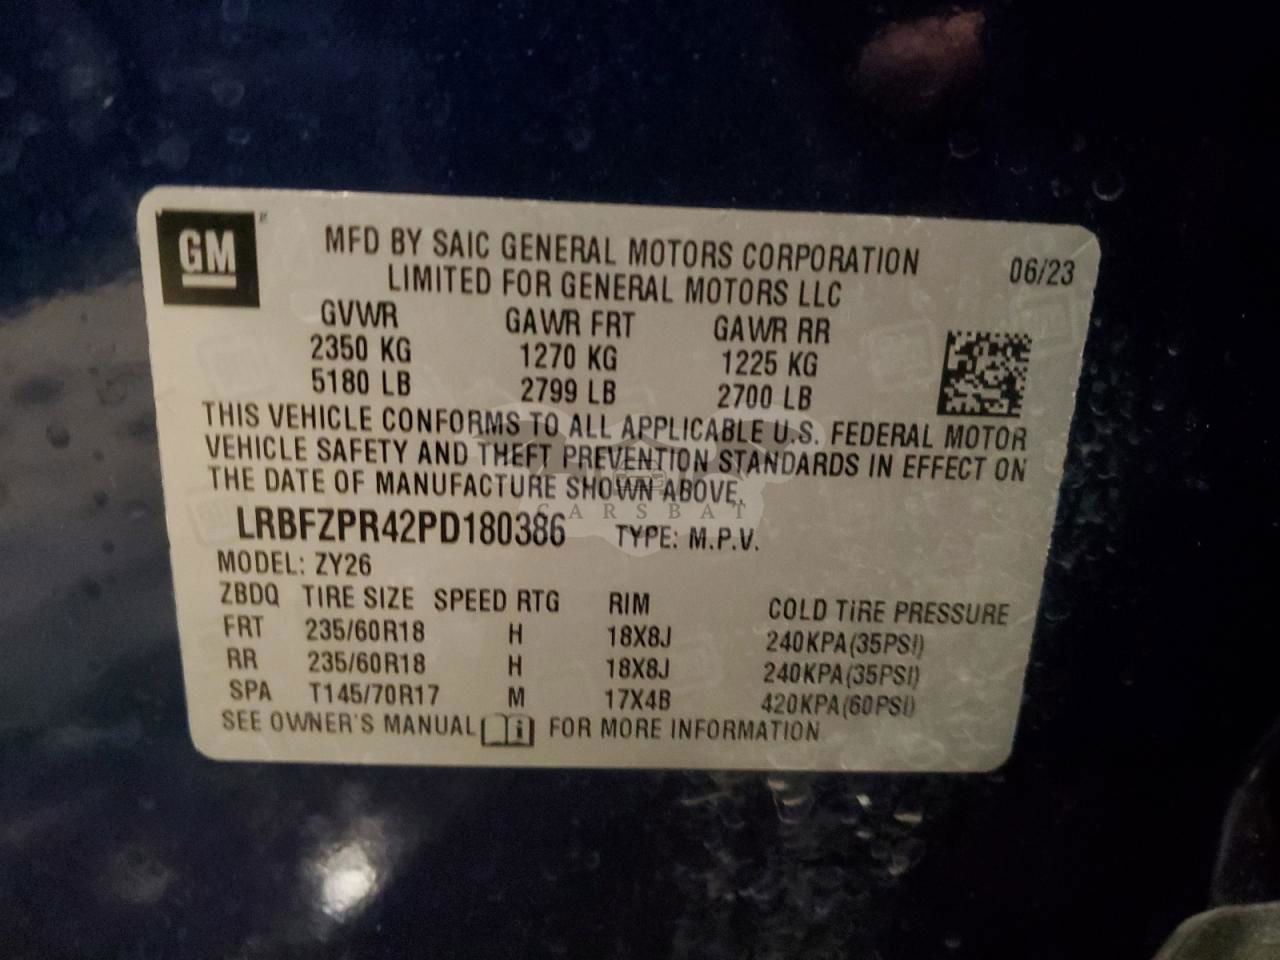 GM
MFD BY SAIC GENERAL MOTORS CORPORATION
LIMITED FOR GENERAL MOTORS LLC
06/23
GVWR GAWR FRT GAWR RR
2350 KG 1270 KG 1225 KG
5180 LB 2799 LB 2700 LB
THIS VEHICLE CONFORMS TO ALL APPLICABLE U.S. FEDERAL MOTOR
VEHICLE SAFETY AND THEFT PREVENTION STANDARDS IN EFFECT ON
THE DATE OF MANUFACTURE SHOWN ABOVE.
CARSBAT
LRBFZPR42PD180386 TYPE: M.P.V.
MODEL: ZY26
ZBDQ TIRE SIZE SPEED RTG RIM COLD TIRE PRESSURE
FRT 235/60R18 H 18X8J 240KPA(35PSI)
RR 235/60R18 H 18X8J 240KPA(35PSI)
SPA T145/70R17 M 17X4B 420KPA(60PSI)
SEE OWNER'S MANUAL i FOR MORE INFORMATION